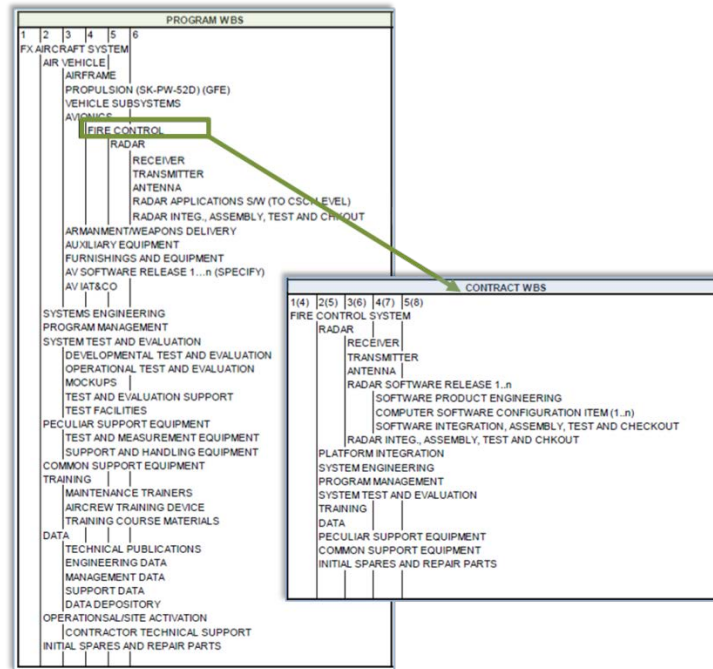 PROGRAM WBS
1 2 3 4 5 6
FX AIRCRAFT SYSTEM
AIR VEHICLE
AIRFRAME
PROPULSION (SK-PW-52D) (GFE)
VEHICLE SUBSYSTEMS
AVIONICS
FIRE CONTROL
RADAR
RECEIVER
TRANSMITTER
ANTENNA
RADAR APPLICATIONS S/W (TO CSCI LEVEL)
RADAR INTEG., ASSEMBLY, TEST AND CHKOUT
ARMANMENT/WEAPONS DELIVERY
AUXILIARY EQUIPMENT
FURNISHINGS AND EQUIPMENT
AV SOFTWARE RELEASE 1...n (SPECIFY)
AV IAT&CO
SYSTEMS ENGINEERING
PROGRAM MANAGEMENT
SYSTEM TEST AND EVALUATION
DEVELOPMENTAL TEST AND EVALUATION
OPERATIONAL TEST AND EVALUATION
MOCKUPS
TEST AND EVALUATION SUPPORT
TEST FACILITIES
PECULIAR SUPPORT EQUIPMENT
TEST AND MEASUREMENT EQUIPMENT
SUPPORT AND HANDLING EQUIPMENT
COMMON SUPPORT EQUIPMENT
TRAINING
MAINTENANCE TRAINERS
AIRCREW TRAINING DEVICE
TRAINING COURSE MATERIALS
DATA
TECHNICAL PUBLICATIONS
ENGINEERING DATA
MANAGEMENT DATA
SUPPORT DATA
DATA DEPOSITORY
OPERATIONSAL/SITE ACTIVATION
CONTRACTOR TECHNICAL SUPPORT
INITIAL SPARES AND REPAIR PARTS
CONTRACT WBS
1(4) 2(5) 3(6) 4(7) 5(8)
FIRE CONTROL SYSTEM
RADAR
RECEIVER
TRANSMITTER
ANTENNA
RADAR SOFTWARE RELEASE 1..n
SOFTWARE PRODUCT ENGINEERING
COMPUTER SOFTWARE CONFIGURATION ITEM (1..n)
SOFTWARE INTEGRATION, ASSEMBLY, TEST AND CHECKOUT
RADAR INTEG., ASSEMBLY, TEST AND CHKOUT
PLATFORM INTEGRATION
SYSTEM ENGINEERING
PROGRAM MANAGEMENT
SYSTEM TEST AND EVALUATION
TRAINING
DATA
PECULIAR SUPPORT EQUIPMENT
COMMON SUPPORT EQUIPMENT
INITIAL SPARES AND REPAIR PARTS